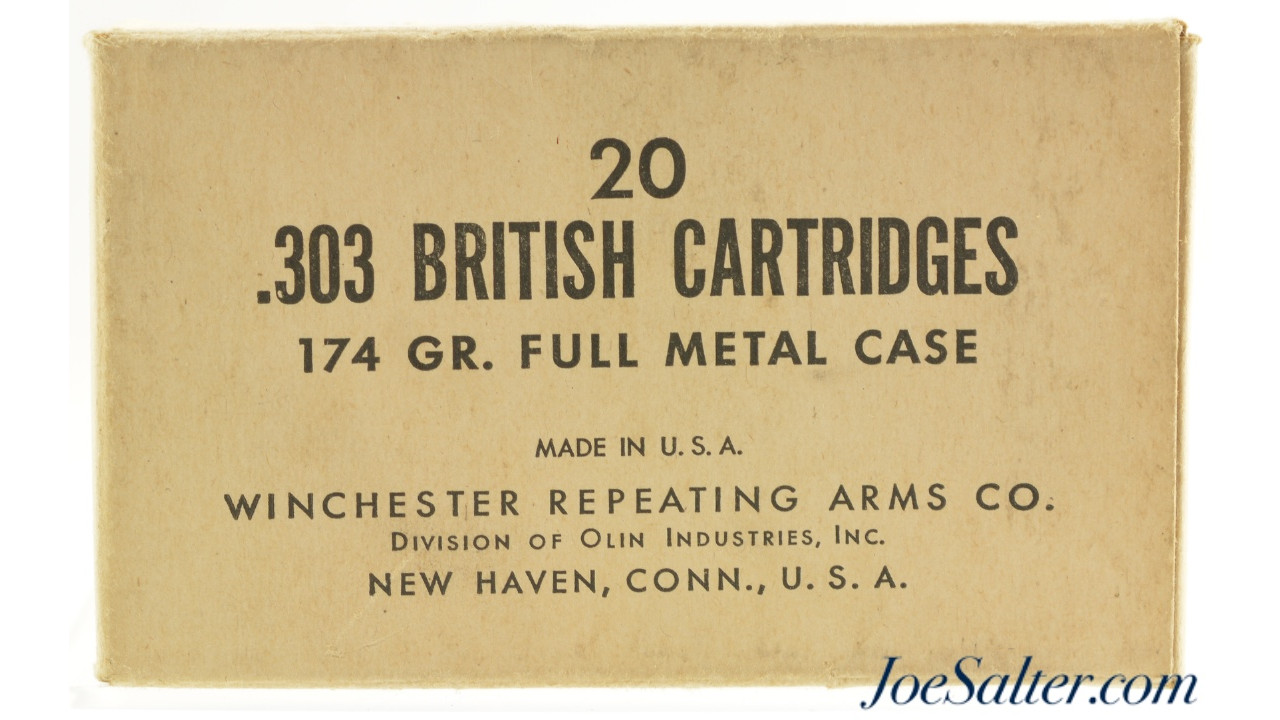 20
.303 BRITISH CARTRIDGES
174 GR. FULL METAL CASE
MADE IN U. S. A.
WINCHESTER REPEATING ARMS CO.
DIVISION OF OLIN INDUSTRIES, INC.
NEW HAVEN, CONN., U. S. A.
JoeSalter.com